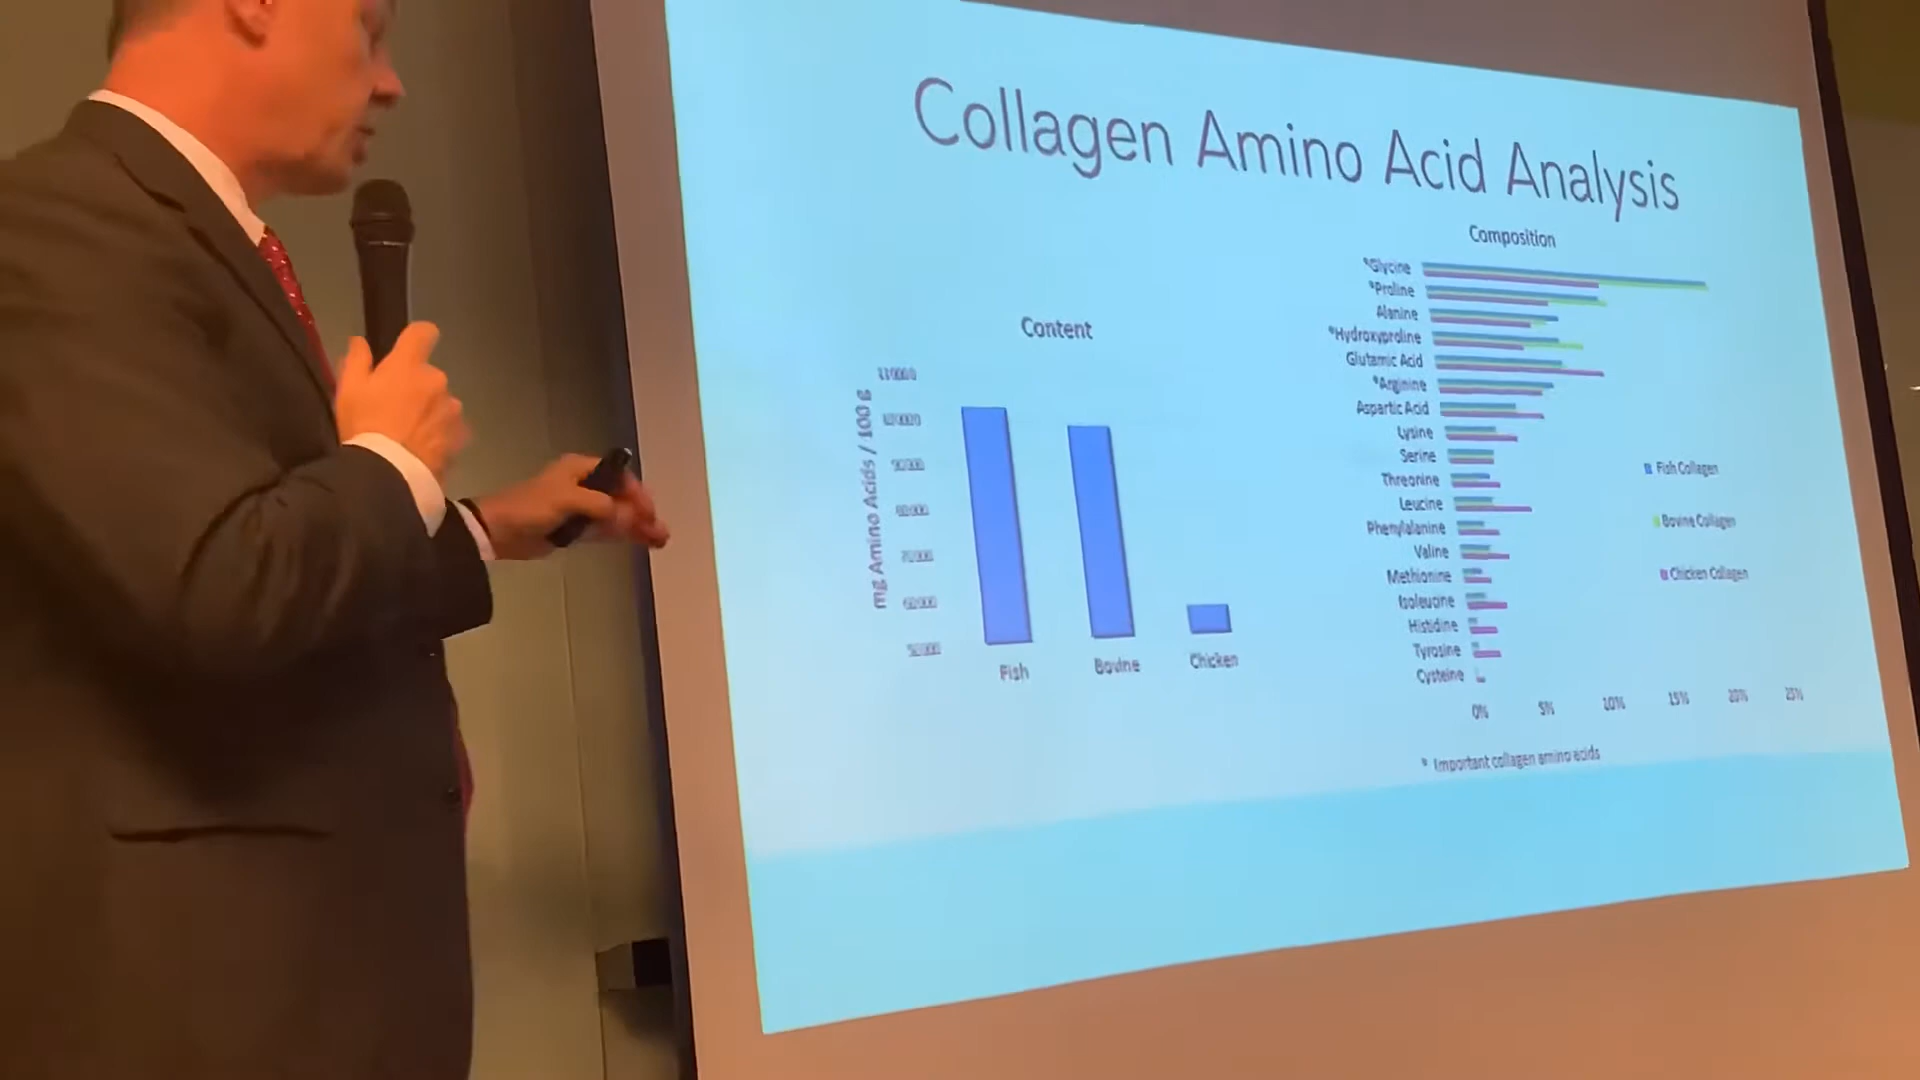 Collagen Amino Acid Analysis
Content
mg Amino Acids / 100 g
Fish
Bovine
Chicken
Composition
*Glycine
*Proline
Alanine
*Hydroxyproline
Glutamic Acid
*Arginine
Aspartic Acid
Lysine
Serine
Threonine
Leucine
Phenylalanine
Valine
Methionine
Isoleucine
Histidine
Tyrosine
Cysteine
0% 5% 10% 15% 20% 25%
Fish Collagen
Bovine Collagen
Chicken Collagen
* Important collagen amino acids